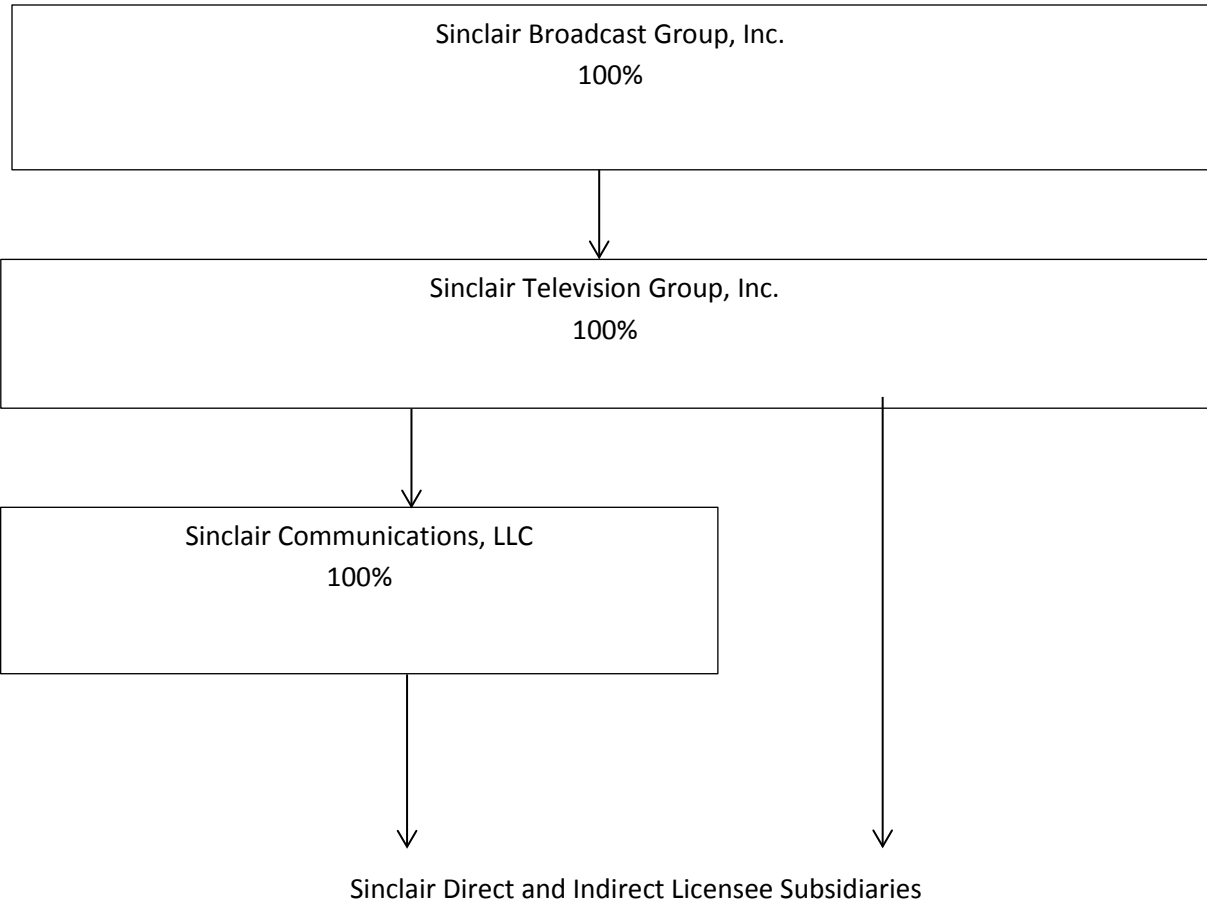 Sinclair Broadcast Group, Inc.
100%
Sinclair Television Group, Inc.
100%
Sinclair Communications, LLC
100%
Sinclair Direct and Indirect Licensee Subsidiaries